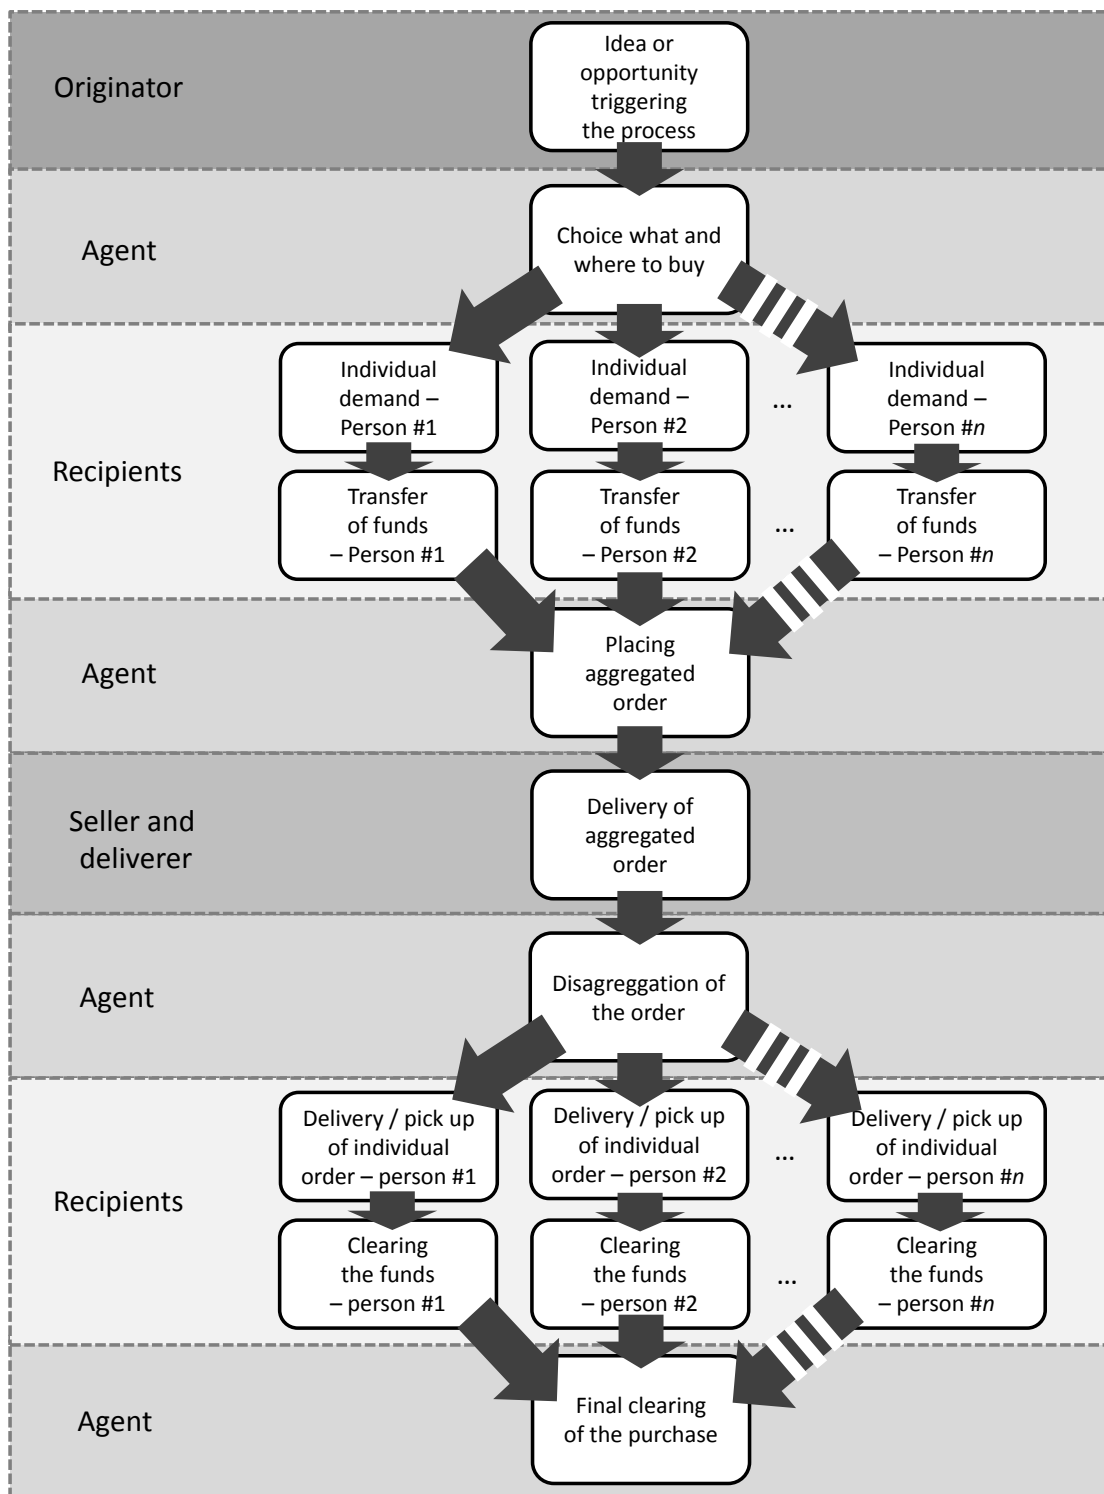 Originator
Idea or
opportunity
triggering
the process
Agent
Choice what and
where to buy
Recipients
Individual
demand –
Person #1
Individual
demand –
Person #2
...
Individual
demand –
Person #n
Transfer
of funds
– Person #1
Transfer
of funds
– Person #2
...
Transfer
of funds
– Person #n
Agent
Placing
aggregated
order
Seller and
deliverer
Delivery of
aggregated
order
Agent
Disagreggation of
the order
Recipients
Delivery / pick up
of individual
order – person #1
Delivery / pick up
of individual
order – person #2
...
Delivery / pick up
of individual
order – person #n
Clearing
the funds
– person #1
Clearing
the funds
– person #2
...
Clearing
the funds
– person #n
Agent
Final clearing
of the purchase